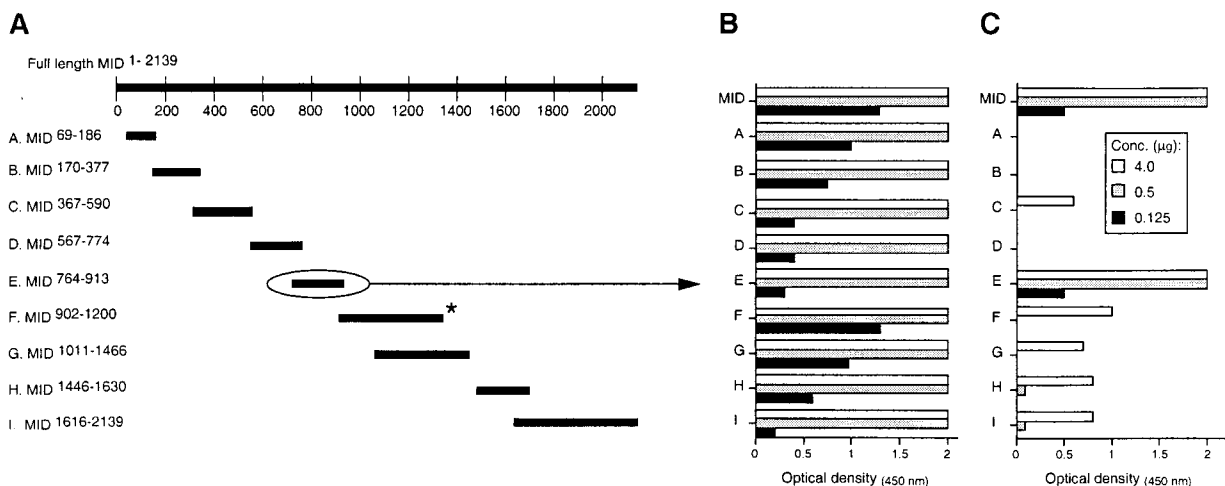 A
Full length MID 1- 2139
0 200 400 600 800 1000 1200 1400 1600 1800 2000
A. MID 69-186
B. MID 170-377
C. MID 367-590
D. MID 567-774
E. MID 764-913
F. MID 902-1200
*
G. MID 1011-1466
H. MID 1446-1630
I. MID 1616-2139
B
MID
A
B
C
D
E
F
G
H
I
0 0.5 1 1.5 2
Optical density (450 nm)
C
MID
A
B
C
D
E
F
G
H
I
Conc. (µg):
4.0
0.5
0.125
0 0.5 1 1.5 2
Optical density (450 nm)